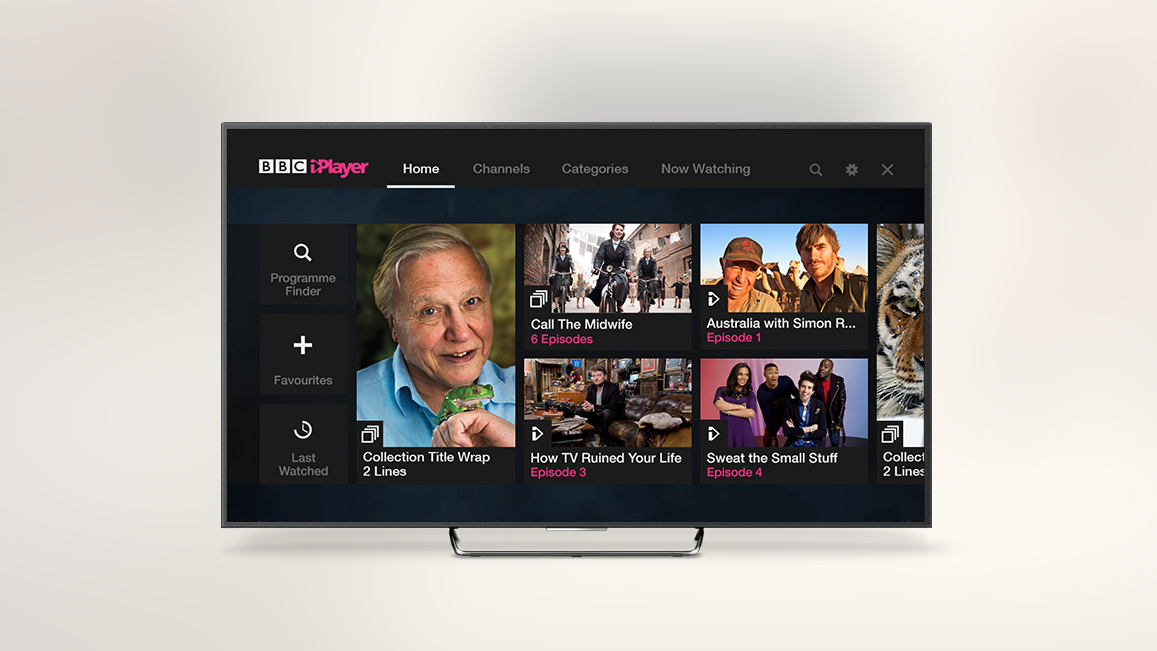 BBC iPlayer
Home
Channels
Categories
Now Watching
Programme
Finder
Favourites
Last
Watched
Collection Title Wrap
2 Lines
Call The Midwife
6 Episodes
Australia with Simon R...
Episode 1
How TV Ruined Your Life
Episode 3
Sweat the Small Stuff
Episode 4
Collect
2 Lines